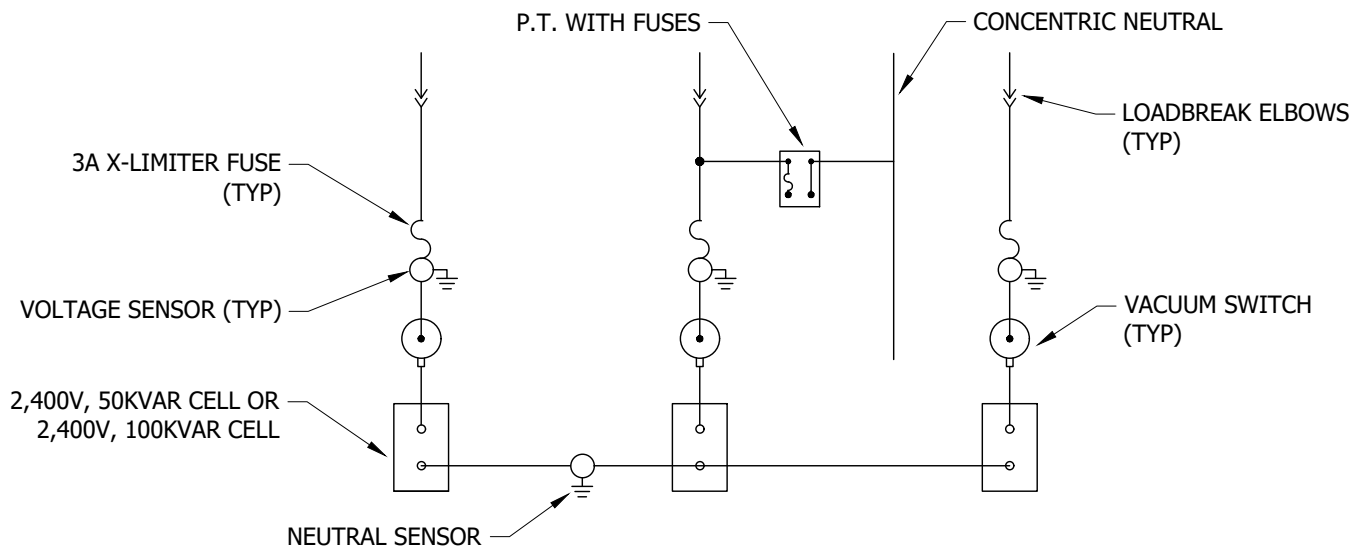 P.T. WITH FUSES
CONCENTRIC NEUTRAL
LOADBREAK ELBOWS
(TYP)
3A X-LIMITER FUSE
(TYP)
VOLTAGE SENSOR (TYP)
VACUUM SWITCH
(TYP)
2,400V, 50KVAR CELL OR
2,400V, 100KVAR CELL
NEUTRAL SENSOR